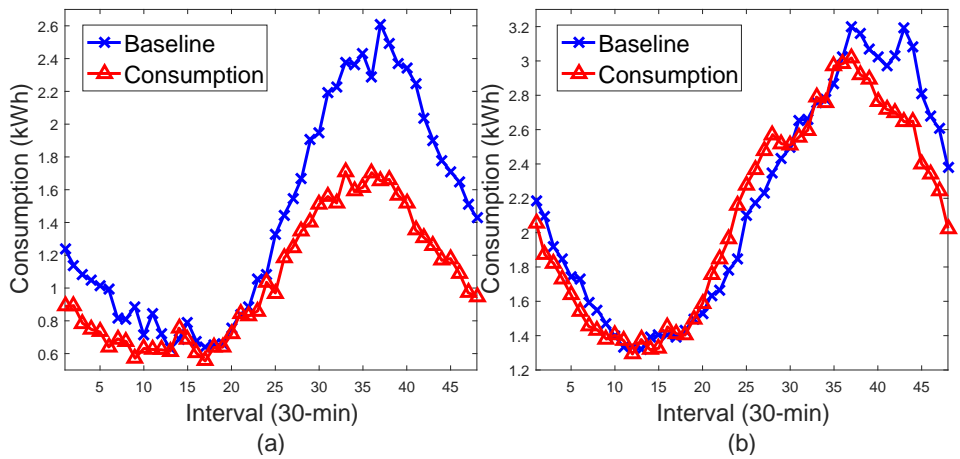 2.6
2.4
2.2
2
1.8
1.6
1.4
1.2
1
0.8
0.6
Consumption (kWh)
Baseline
Consumption
5 10 15 20 25 30 35 40 45
Interval (30-min)
(a)
3.2
3
2.8
2.6
2.4
2.2
2
1.8
1.6
1.4
1.2
Consumption (kWh)
Baseline
Consumption
5 10 15 20 25 30 35 40 45
Interval (30-min)
(b)